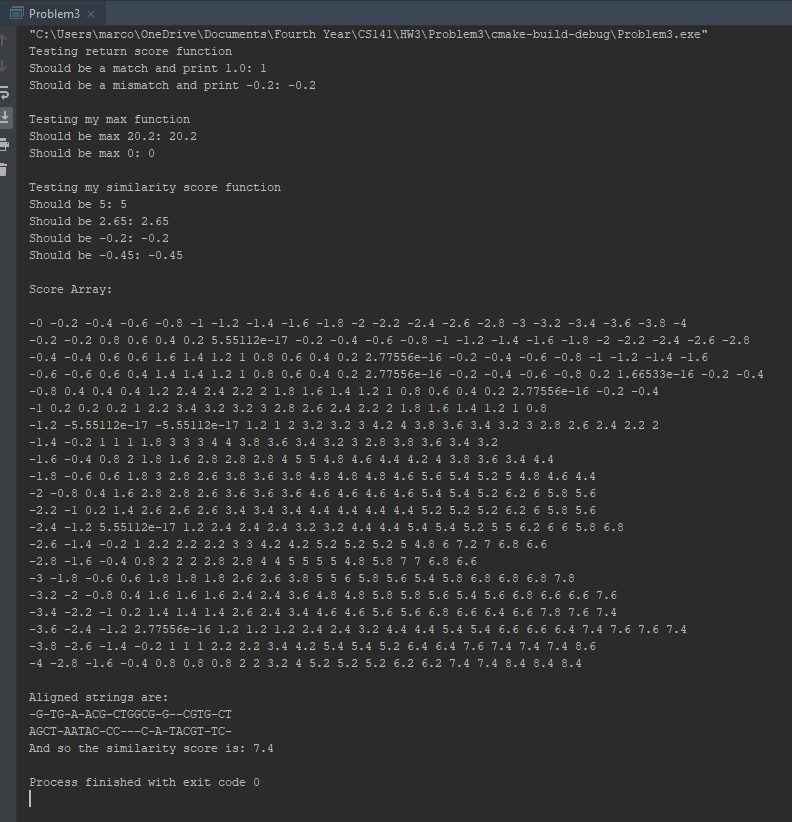 Problem3
"C:\Users\marco\OneDrive\Documents\Fourth Year\CS141\HW3\Problem3\cmake-build-debug\Problem3.exe"
Testing return score function
Should be a match and print 1.0: 1
Should be a mismatch and print -0.2: -0.2
Testing my max function
Should be max 20.2: 20.2
Should be max 0: 0
Testing my similarity score function
Should be 5: 5
Should be 2.65: 2.65
Should be -0.2: -0.2
Should be -0.45: -0.45
Score Array:
-0 -0.2 -0.4 -0.6 -0.8 -1 -1.2 -1.4 -1.6 -1.8 -2 -2.2 -2.4 -2.6 -2.8 -3 -3.2 -3.4 -3.6 -3.8 -4
-0.2 -0.2 0.8 0.6 0.4 0.2 5.55112e-17 -0.2 -0.4 -0.6 -0.8 -1 -1.2 -1.4 -1.6 -1.8 -2 -2.2 -2.4 -2.6 -2.8
-0.4 -0.4 0.6 0.6 1.6 1.4 1.2 1 0.8 0.6 0.4 0.2 2.77556e-16 -0.2 -0.4 -0.6 -0.8 -1 -1.2 -1.4 -1.6
-0.6 -0.6 0.6 0.4 1.4 1.4 1.2 1 0.8 0.6 0.4 0.2 2.77556e-16 -0.2 -0.4 -0.6 -0.8 0.2 1.66533e-16 -0.2 -0.4
-0.8 0.4 0.4 0.4 1.2 2.4 2.4 2.2 2 1.8 1.6 1.4 1.2 1 0.8 0.6 0.4 0.2 2.77556e-16 -0.2 -0.4
-1 0.2 0.2 0.2 1 2.2 3.4 3.2 3.2 3 2.8 2.6 2.4 2.2 2 1.8 1.6 1.4 1.2 1 0.8
-1.2 -5.55112e-17 -5.55112e-17 1.2 1 2 3.2 3.2 3 4.2 4 3.8 3.6 3.4 3.2 3 2.8 2.6 2.4 2.2 2
-1.4 -0.2 1 1 1 1.8 3 3 3 4 4 3.8 3.6 3.4 3.2 3 2.8 3.8 3.6 3.4 3.2
-1.6 -0.4 0.8 2 1.8 1.6 2.8 2.8 2.8 4 5 5 4.8 4.6 4.4 4.2 4 3.8 3.6 3.4 4.4
-1.8 -0.6 0.6 1.8 3 2.8 2.6 3.8 3.6 3.8 4.8 4.8 4.8 4.6 5.6 5.4 5.2 5 4.8 4.6 4.4
-2 -0.8 0.4 1.6 2.8 2.8 2.6 3.6 3.6 3.6 4.6 4.6 4.6 4.6 5.4 5.4 5.2 6.2 6 5.8 5.6
-2.2 -1 0.2 1.4 2.6 2.6 2.6 3.4 3.4 3.4 4.4 4.4 4.4 4.4 5.2 5.2 5.2 6.2 6 5.8 5.6
-2.4 -1.2 5.55112e-17 1.2 2.4 2.4 2.4 3.2 3.2 4.4 4.4 5.4 5.4 5.2 5 5 6.2 6 6 5.8 6.8
-2.6 -1.4 -0.2 1 2.2 2.2 2.2 3 3 4.2 4.2 5.2 5.2 5.2 5 4.8 6 7.2 7 6.8 6.6
-2.8 -1.6 -0.4 0.8 2 2 2 2.8 2.8 4 4 5 5 5 5 4.8 5.8 7 7 6.8 6.6
-3 -1.8 -0.6 0.6 1.8 1.8 1.8 2.6 2.6 3.8 5 5 6 5.8 5.6 5.4 5.8 6.8 6.8 6.8 7.8
-3.2 -2 -0.8 0.4 1.6 1.6 1.6 2.4 2.4 3.6 4.8 4.8 5.8 5.8 5.6 5.4 5.6 6.8 6.6 6.6 7.6
-3.4 -2.2 -1 0.2 1.4 1.4 1.4 2.6 2.4 3.4 4.6 4.6 5.6 5.6 6.8 6.6 6.4 6.6 7.8 7.6 7.4
-3.6 -2.4 -1.2 2.77556e-16 1.2 1.2 1.2 2.4 2.4 3.2 4.4 4.4 5.4 5.4 6.6 6.6 6.4 7.4 7.6 7.6 7.4
-3.8 -2.6 -1.4 -0.2 1 1 1 2.2 2.2 3.4 4.2 5.4 5.4 5.2 6.4 6.4 7.6 7.4 7.4 7.4 8.6
-4 -2.8 -1.6 -0.4 0.8 0.8 0.8 2 2 3.2 4 5.2 5.2 5.2 6.2 6.2 7.4 7.4 8.4 8.4 8.4
Aligned strings are:
-G-TG-A-ACG-CTGGCG-G--CGTG-CT
AGCT-AATAC-CC---C-A-TACGT-TC-
And so the similarity score is: 7.4
Process finished with exit code 0